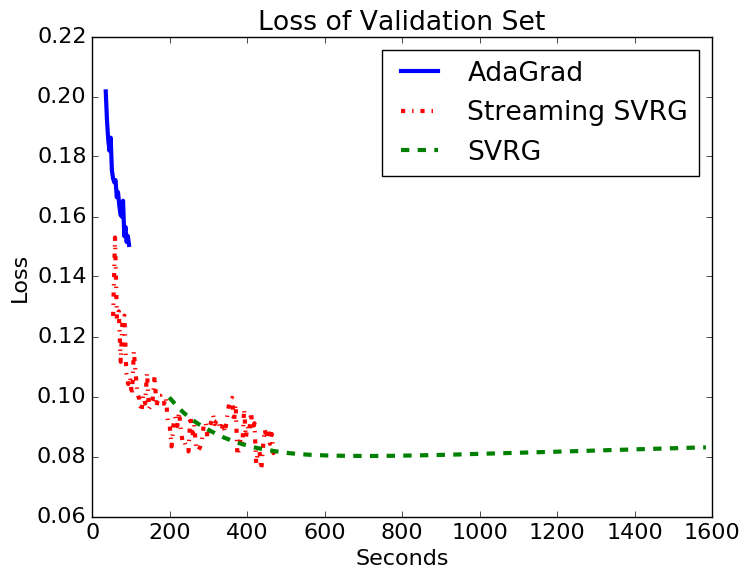 Loss of Validation Set
0.22
0.20
0.18
0.16
0.14
0.12
0.10
0.08
0.06
Loss
AdaGrad
Streaming SVRG
SVRG
0 200 400 600 800 1000 1200 1400 1600
Seconds